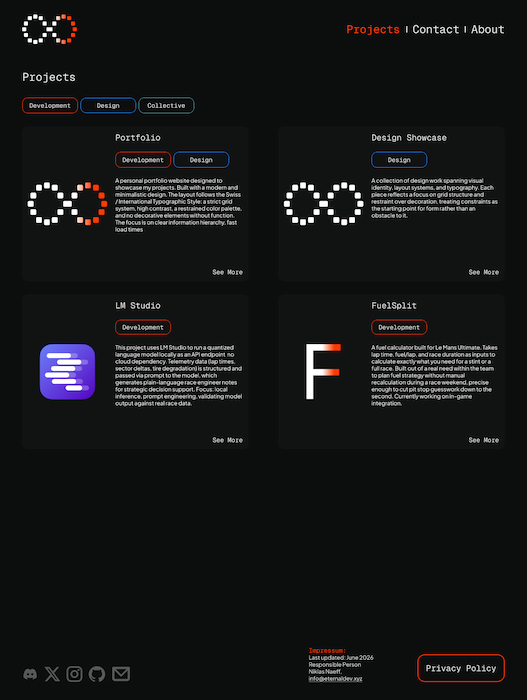 Projects Contact About
Projects
Development Design Collective
Portfolio
Development Design
A personal portfolio website designed to
showcase my projects. Built with a modern and
minimalistic design. The layout follows the Swiss
/ International Typographic Style: a strict grid
system, high contrast, a restrained color palette,
and no decorative elements without function.
The focus is on clear information hierarchy, fast
load times
See More
Design Showcase
Design
A collection of design work spanning visual
identity, layout systems, and typography. Each
piece reflects a focus on grid structure and
restraint over decoration, treating constraints as
the starting point for form rather than an
obstacle to it.
See More
LM Studio
Development
This project uses LM Studio to run a quantized
language model locally as an API endpoint, no
cloud dependency. Telemetry data (lap times,
sector deltas, tire degradation) is structured and
passed via prompt to the model, which
generates plain-language race engineer notes
for strategic decision support. Focus: local
inference, prompt engineering, validating model
output against real race data.
See More
F
FuelSplit
Development
A fuel calculator built for Le Mans Ultimate. Takes
lap time, fuel/lap, and race duration as inputs to
calculate exactly what you need for a stint or a
full race. Built out of a real need within the team
to plan fuel strategy without manual
recalculation during a race weekend, precise
enough to cut pit stop guesswork down to the
second. Currently working on in-game
integration.
See More
Impressum:
Last updated: June 2026
Responsible Person
Niklas Naeff.
info@eternaldev.xyz
Privacy Policy